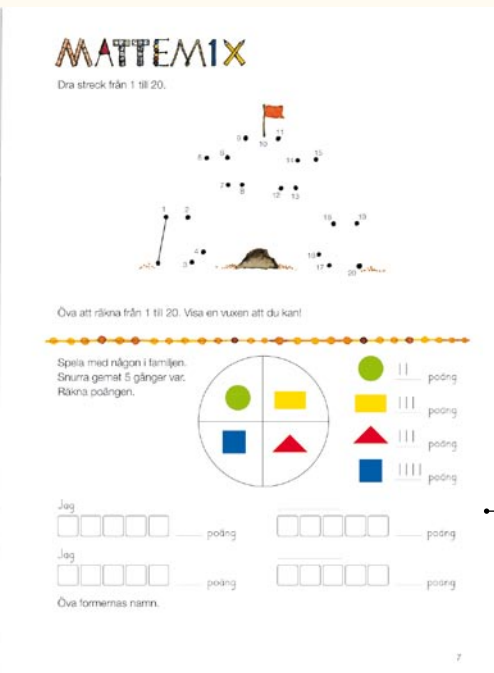 MATTEMIX
Dra streck från 1 till 20.
9
11
10
8
6
14
15
7
8
12
13
1
2
18
19
4
3
16
17
20
Öva att räkna från 1 till 20. Visa en vuxen att du kan!
Spela med någon i familjen.
Snurra gemet 5 gånger var.
Räkna poängen.
poäng
poäng
poäng
poäng
Jag
poäng
poäng
Jag
poäng
poäng
Öva formernas namn.
7